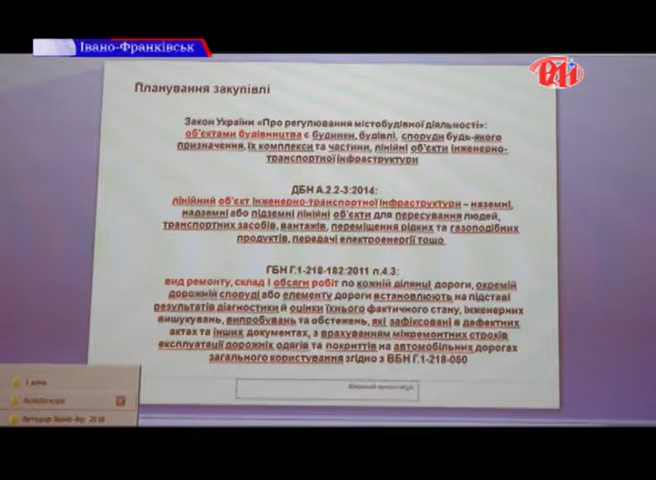 Івано-Франківськ
РАІ
Планування закупівлі
Закон України «Про регулювання містобудівної діяльності»:
об'єктами будівництва є будинки, будівлі, споруди будь-якого
призначення, їх комплекси та частини, лінійні об'єкти інженерно-
транспортної інфраструктури
ДБН А.2.2-3:2014:
лінійний об'єкт інженерно-транспортної інфраструктури – наземні,
надземні або підземні лінійні об'єкти для пересування людей,
транспортних засобів, вантажів, переміщення рідких та газоподібних
продуктів, передачі електроенергії тощо
ГБН Г.1-218-182:2011 п.4.3:
вид ремонту, склад і обсяги робіт по кожній ділянці дороги, окремій
дорожній споруді або елементу дороги встановлюють на підставі
результатів діагностики й оцінки їхнього фактичного стану, інженерних
вишукувань, випробувань та обстежень, які зафіксовані в дефектних
актах та інших документах, з врахуванням міжремонтних строків
експлуатації дорожніх одягів та покриттів на автомобільних дорогах
загального користування згідно з ВБН Г.1-218-050
1 день